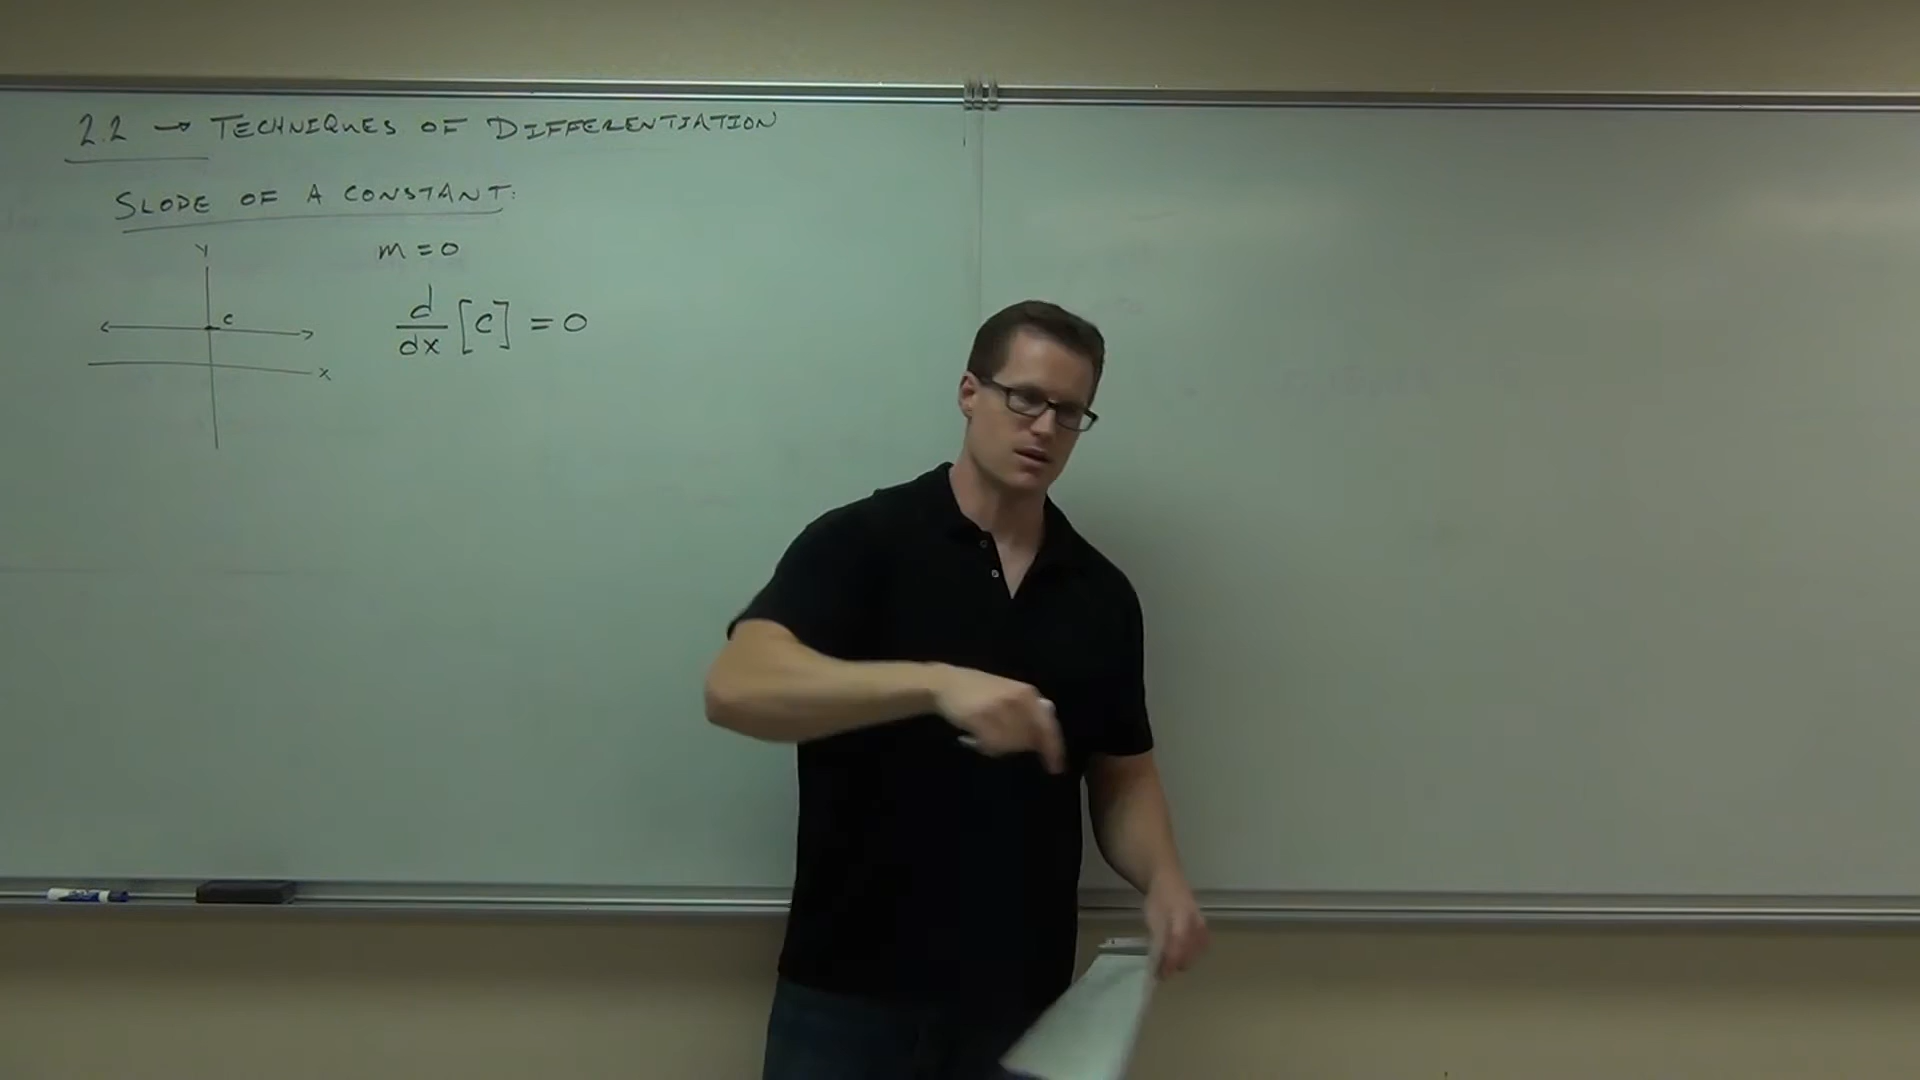 2.2 → TECHNIQUES OF DIFFERENTIATION
SLOPE OF A CONSTANT:
y
m = 0
c
d/dx [c] = 0
x